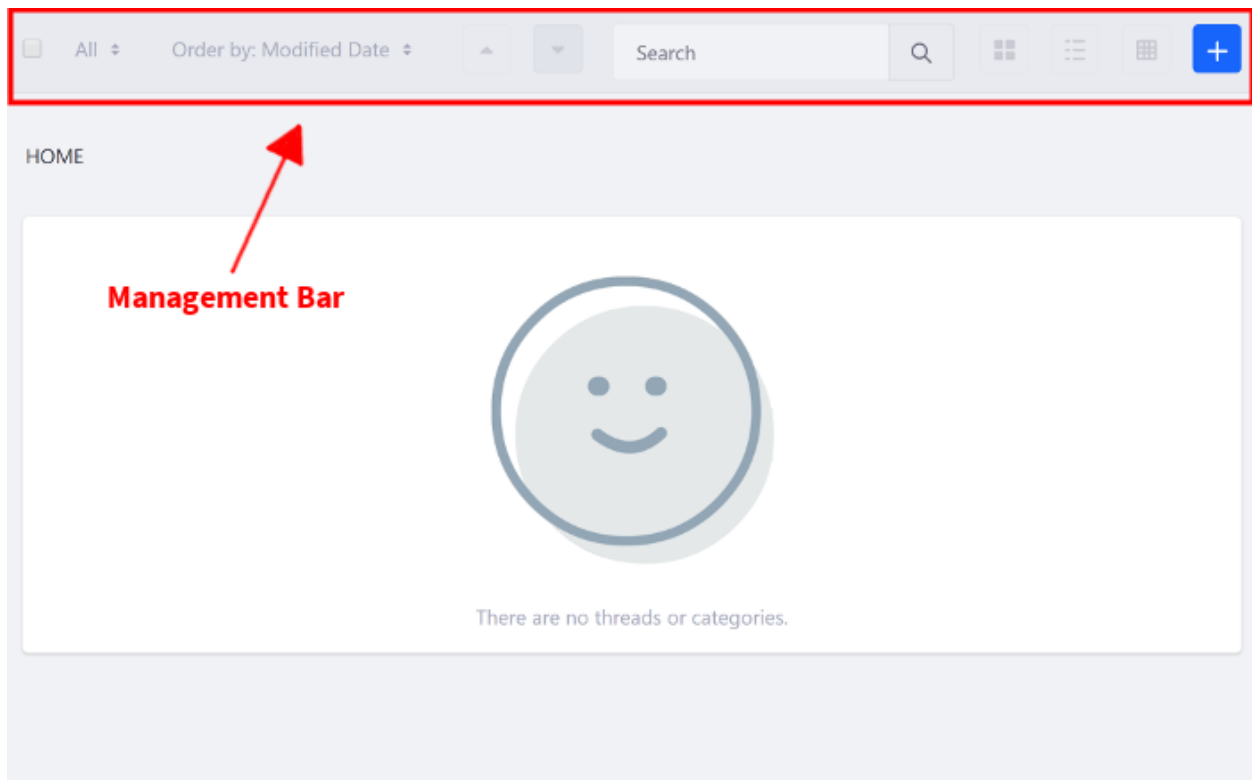 All Order by: Modified Date Search
HOME
Management Bar
There are no threads or categories.